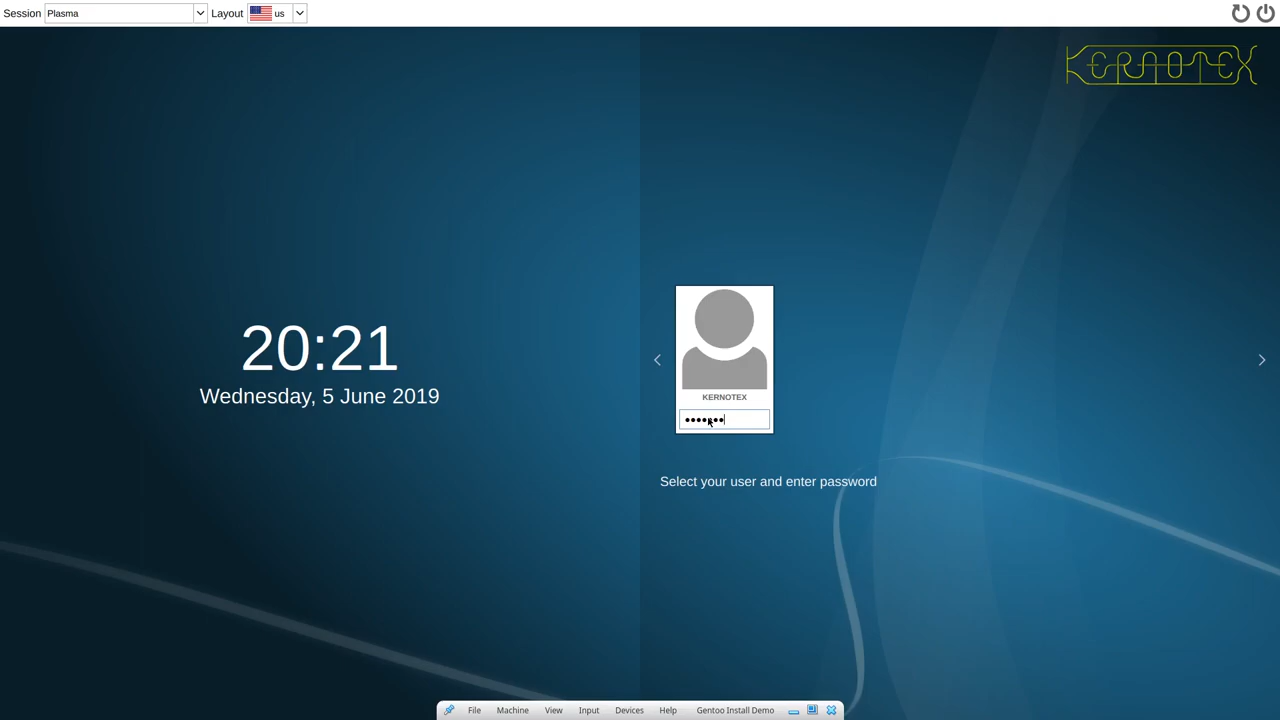 Session Plasma Layout us
KERNOTEX
20:21
Wednesday, 5 June 2019
KERNOTEX
Select your user and enter password
File Machine View Input Devices Help Gentoo Install Demo